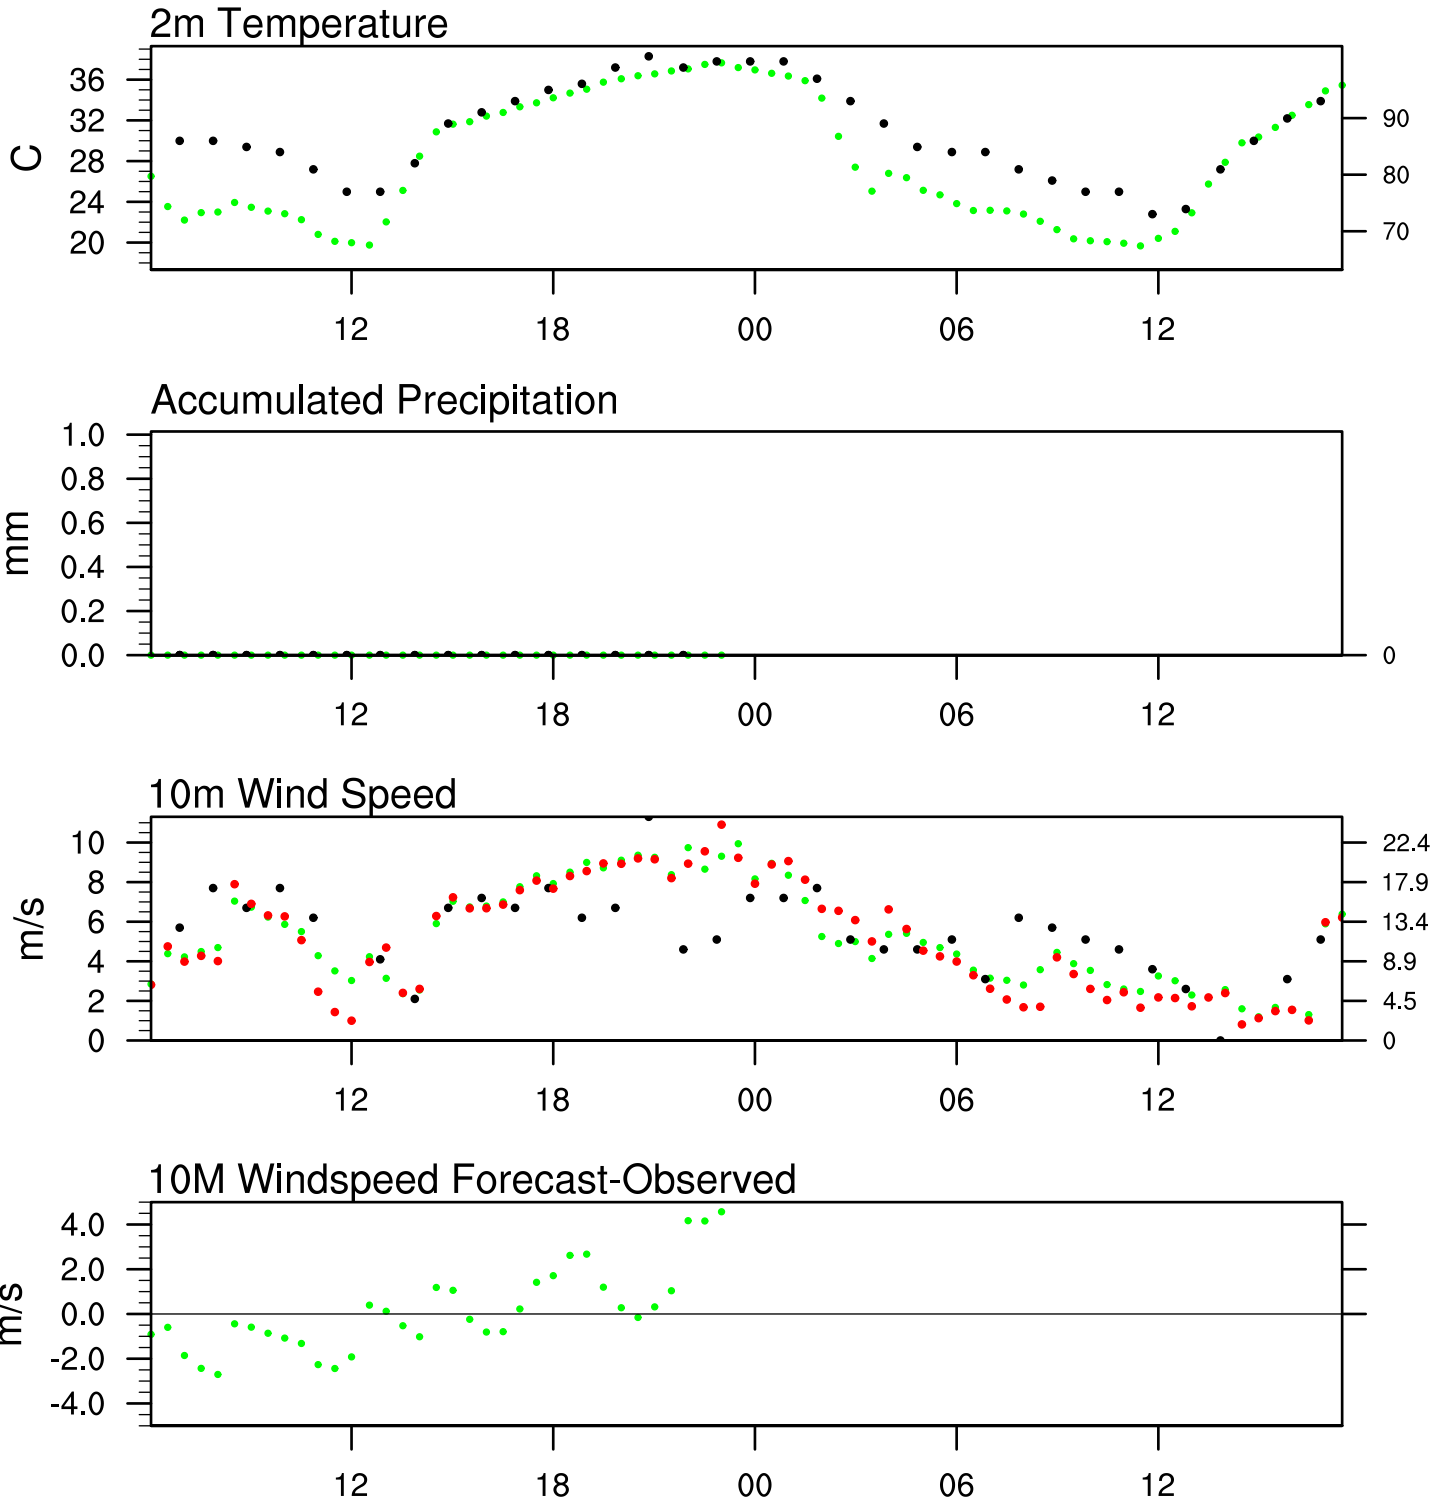 2m Temperature
36
32
28
24
20
C
90
80
70
12 18 00 06 12
Accumulated Precipitation
1.0
0.8
0.6
0.4
0.2
0.0
mm
0
12 18 00 06 12
10m Wind Speed
10
8
6
4
2
0
m/s
22.4
17.9
13.4
8.9
4.5
0
12 18 00 06 12
10M Windspeed Forecast-Observed
4.0
2.0
0.0
-2.0
-4.0
m/s
12 18 00 06 12